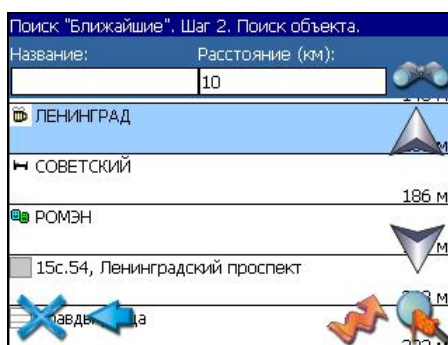 Поиск "Ближайшие". Шаг 2. Поиск объекта.
Название: Расстояние (км):
10
ЛЕНИНГРАД
м
СОВЕТСКИЙ
186 м
РОМЭН
м
15с.54, Ленинградский проспект
м